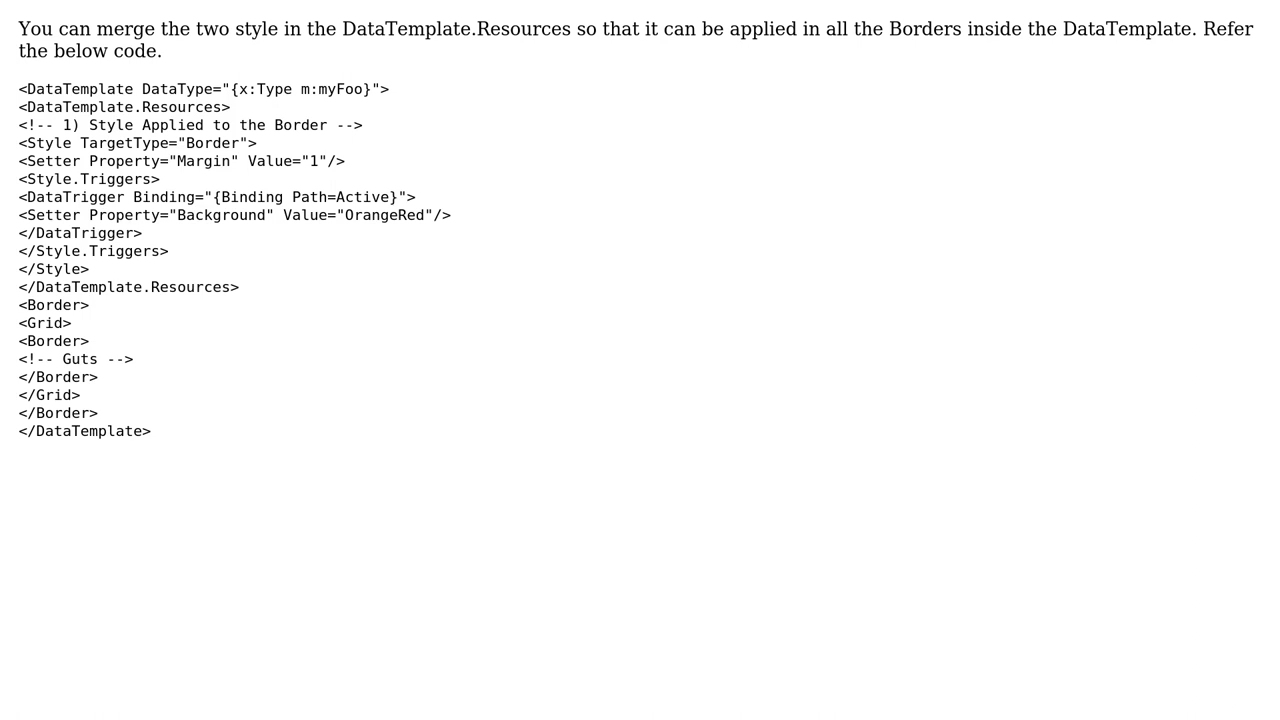 You can merge the two style in the DataTemplate.Resources so that it can be applied in all the Borders inside the DataTemplate. Refer
the below code.
<DataTemplate DataType="{x:Type m:myFoo}">
<DataTemplate.Resources>
<!-- 1) Style Applied to the Border -->
<Style TargetType="Border">
<Setter Property="Margin" Value="1"/>
<Style.Triggers>
<DataTrigger Binding="{Binding Path=Active}">
<Setter Property="Background" Value="OrangeRed"/>
</DataTrigger>
</Style.Triggers>
</Style>
</DataTemplate.Resources>
<Border>
<Grid>
<Border>
<!-- Guts -->
</Border>
</Grid>
</Border>
</DataTemplate>